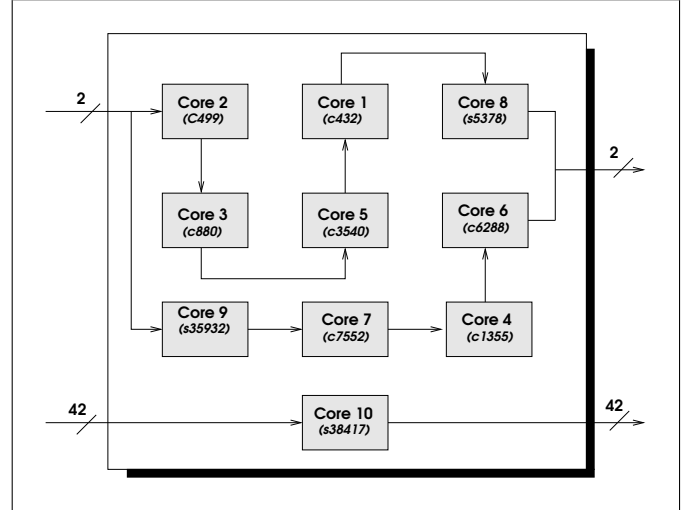 2
Core 2
(C499)
Core 1
(c432)
Core 8
(s5378)
2
Core 3
(c880)
Core 5
(c3540)
Core 6
(c6288)
Core 9
(s35932)
Core 7
(c7552)
Core 4
(c1355)
42
Core 10
(s38417)
42